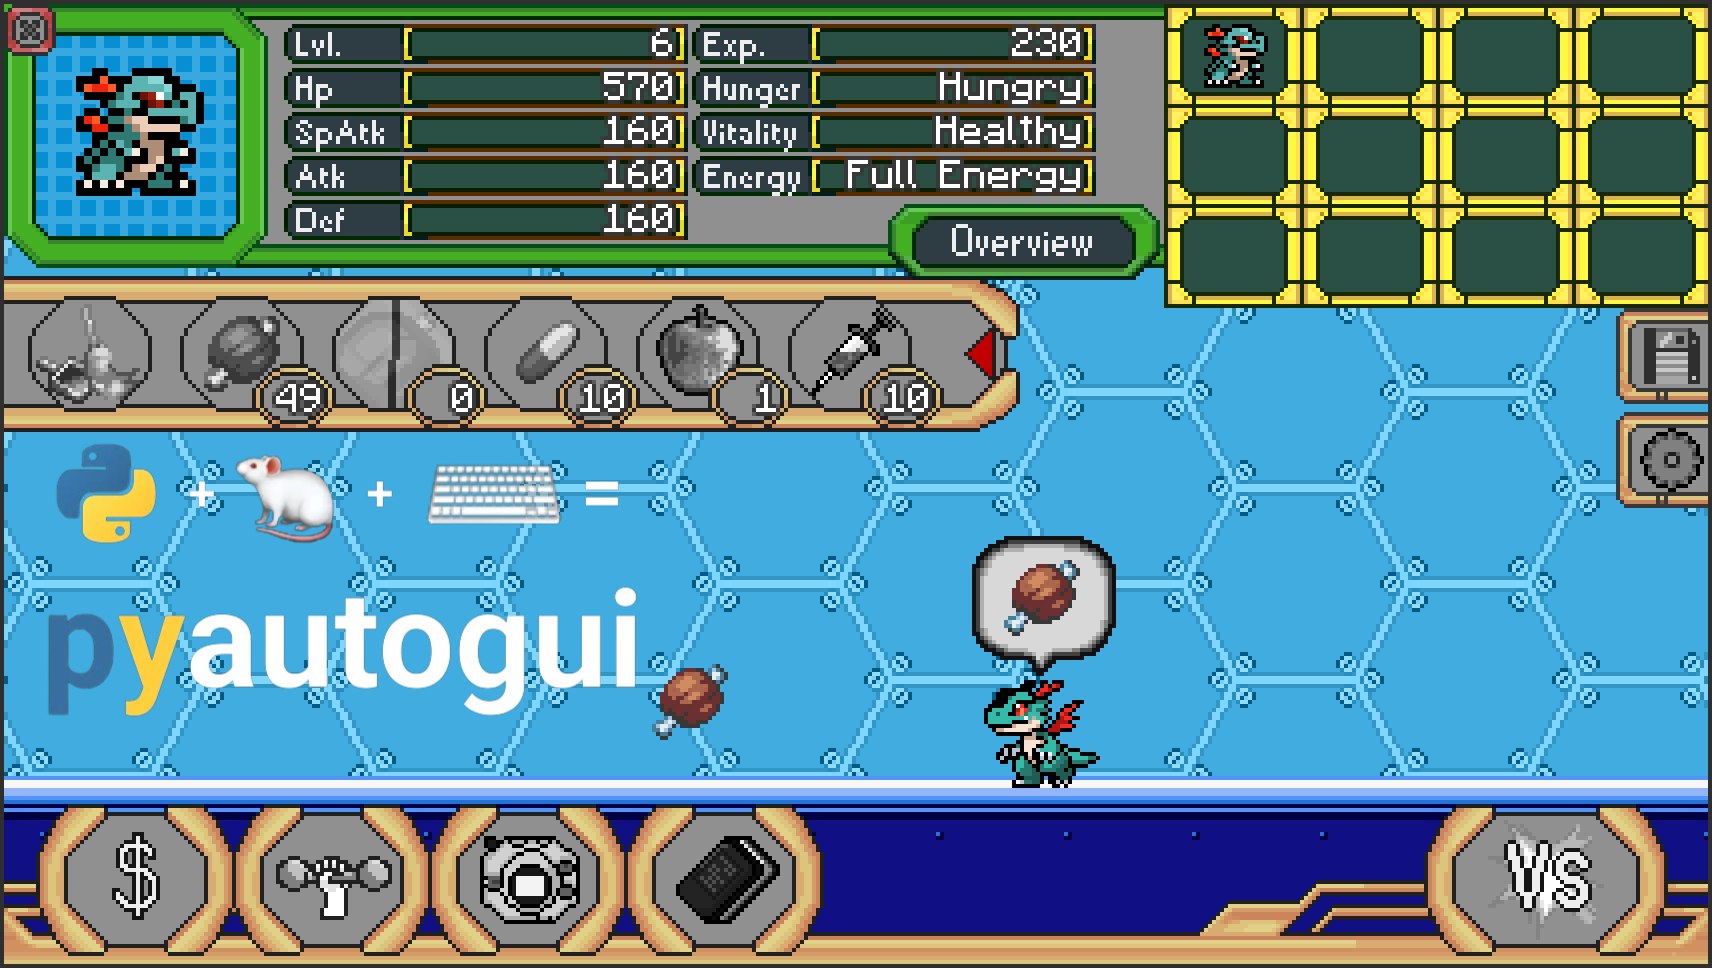 Lvl. 6 Exp. 230
Hp 570 Hunger Hungry
SpAtk 160 Vitality Healthy
Atk 160 Energy Full Energy
Def 160
Overview
49 0 10 1 10
+ + =
pyautogui
$ VS